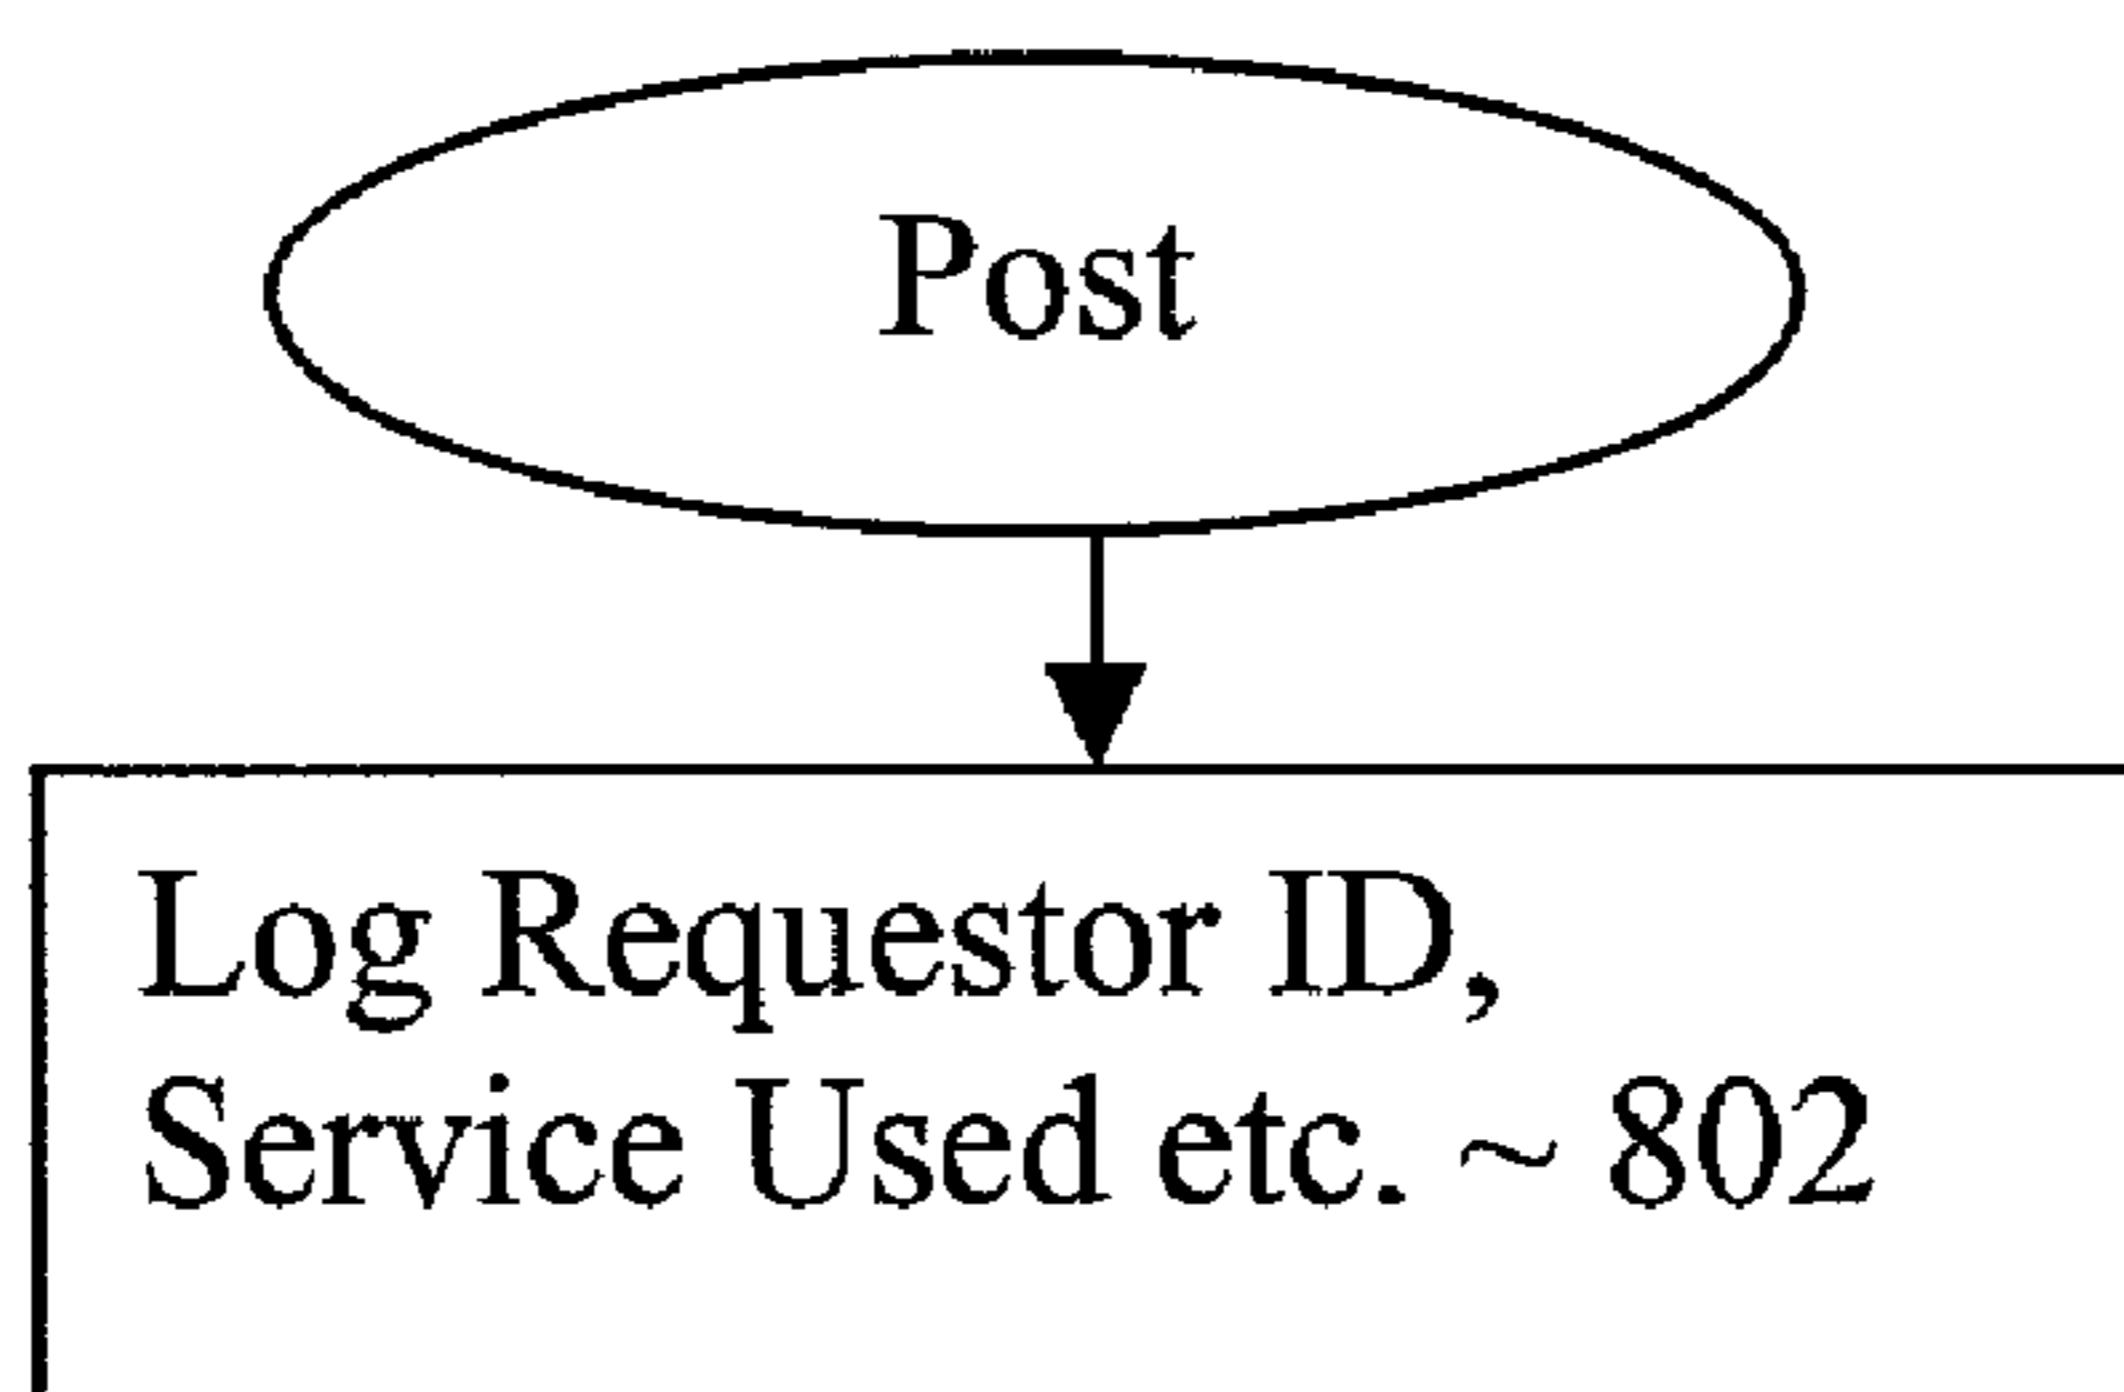 Post
Log Requestor ID,
Service Used etc. ~ 802